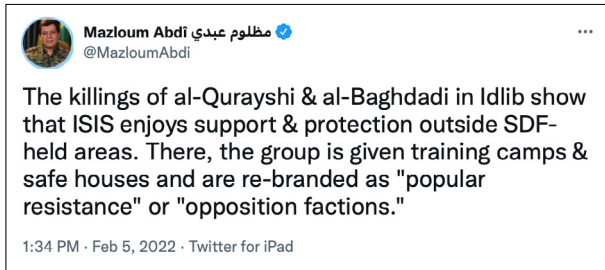 Mazloum Abdî مظلوم عبدي
@MazloumAbdi
The killings of al-Qurayshi & al-Baghdadi in Idlib show
that ISIS enjoys support & protection outside SDF-
held areas. There, the group is given training camps &
safe houses and are re-branded as "popular
resistance" or "opposition factions."
1:34 PM · Feb 5, 2022 · Twitter for iPad